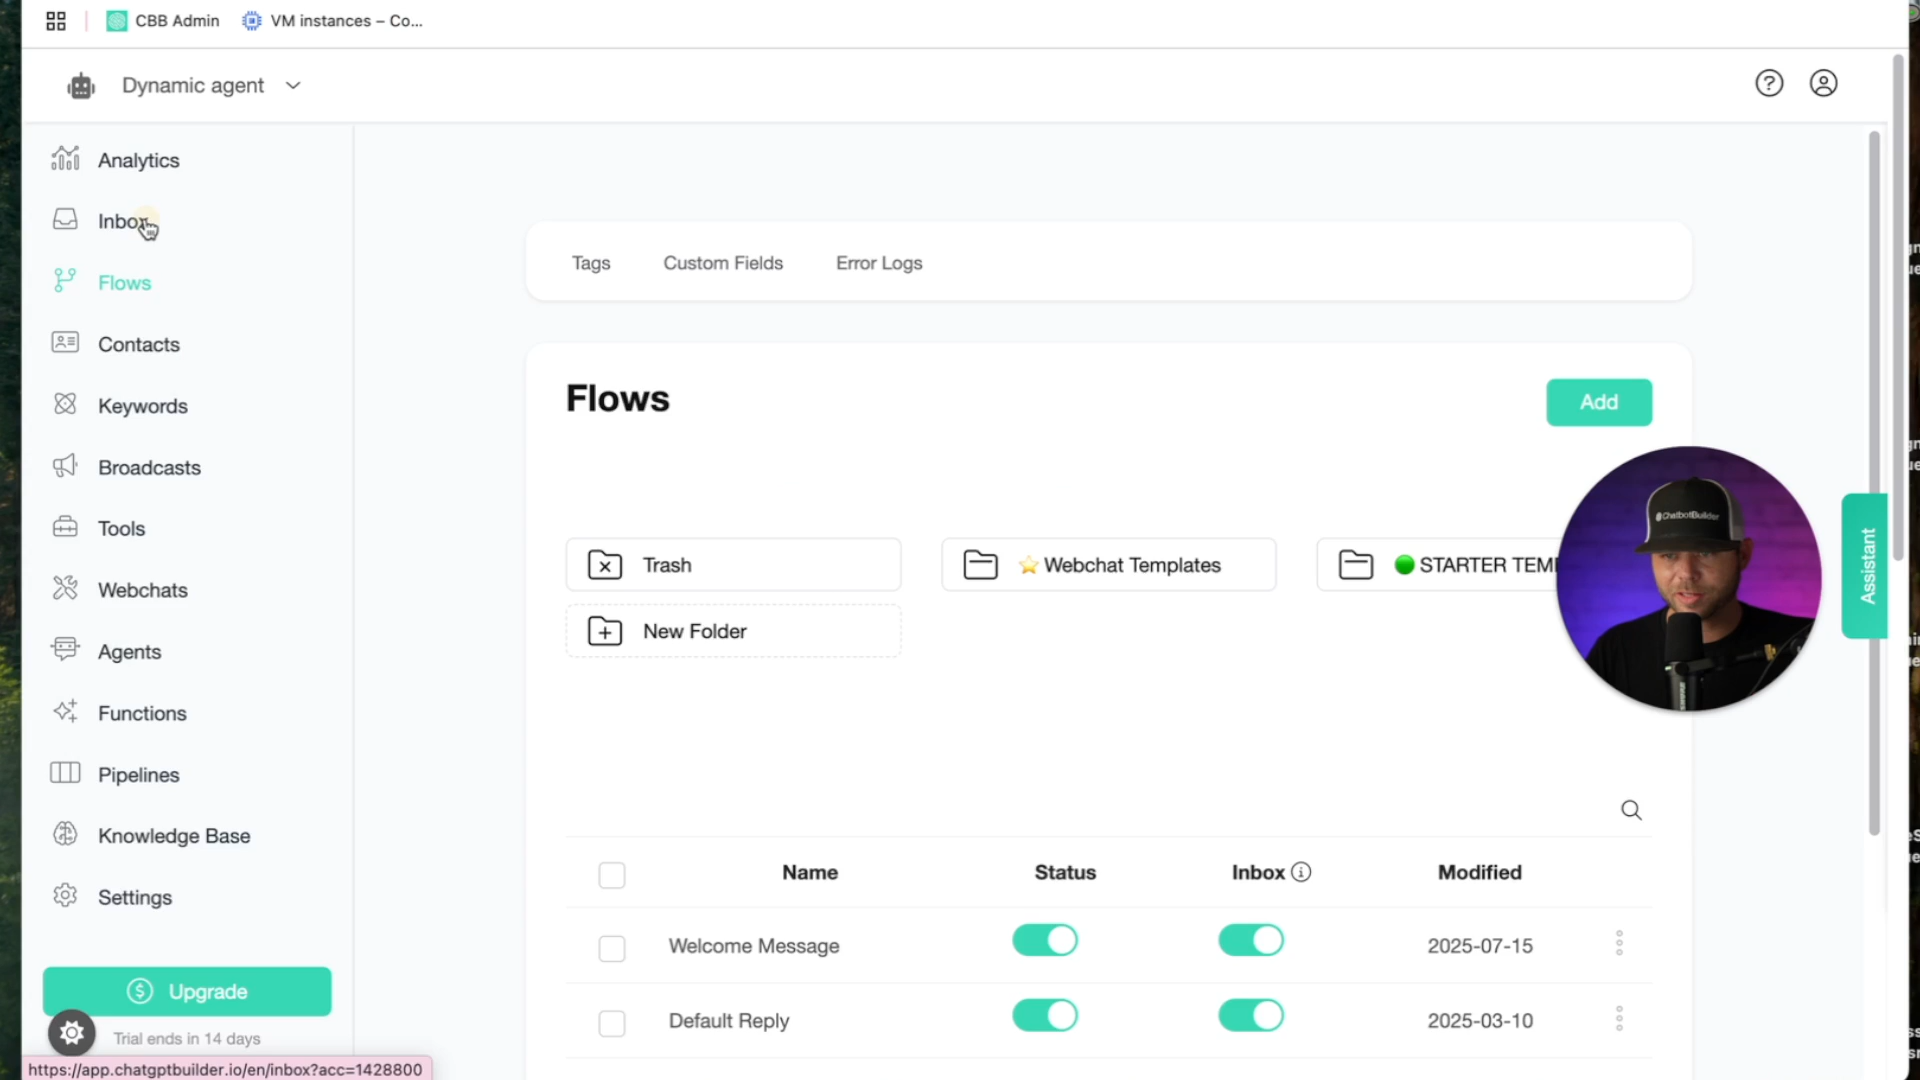 CBB Admin
VM instances – Co...
Dynamic agent
Analytics
Inbox
Flows
Contacts
Keywords
Broadcasts
Tools
Webchats
Agents
Functions
Pipelines
Knowledge Base
Settings
Upgrade
Trial ends in 14 days
https://app.chatgptbuilder.io/en/inbox?acc=1428800
Tags Custom Fields Error Logs
Flows
Add
Trash
⭐ Webchat Templates
🟢 STARTER TEM
New Folder
#ChatbotBuilder
Assistant
Name Status Inbox Modified
Welcome Message 2025-07-15
Default Reply 2025-03-10